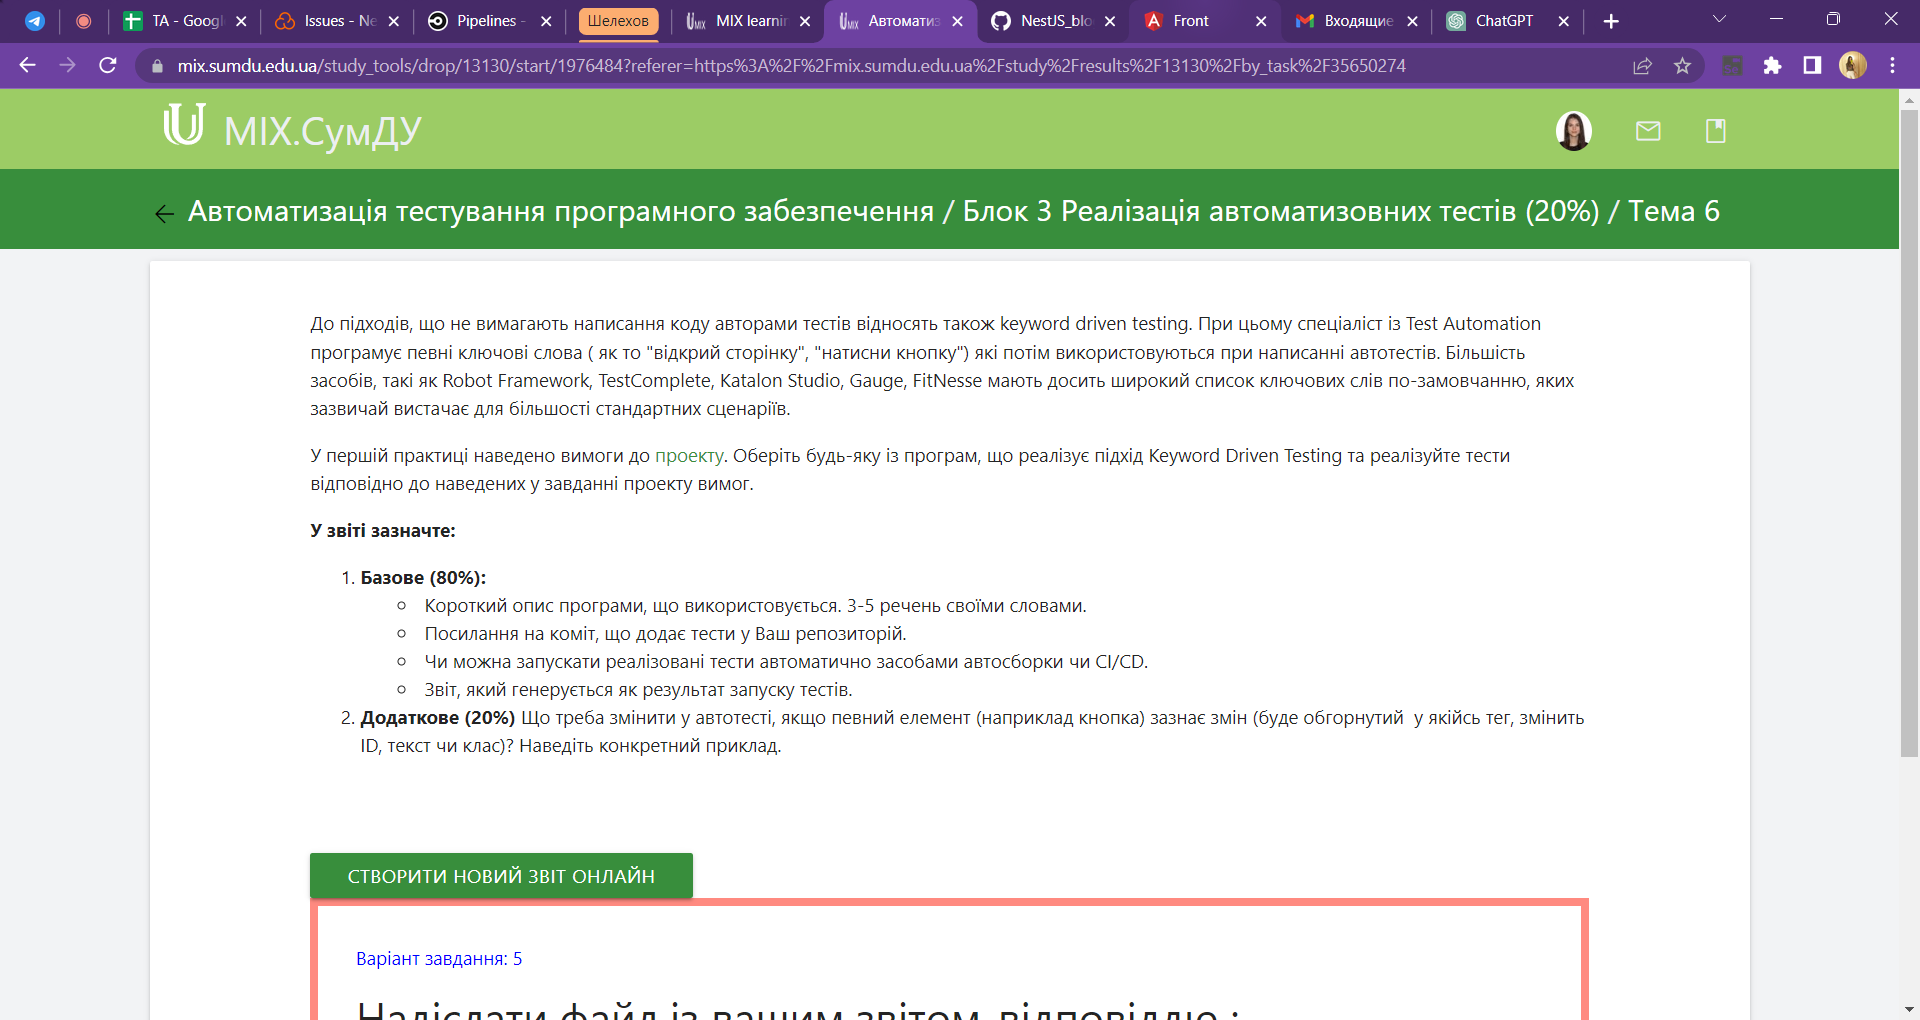 TA - Googl
Issues - Ne
Pipelines -
Шелехов
MIX learnin
Автоматиз
NestJS_blo
Front
Входящие
ChatGPT
mix.sumdu.edu.ua/study_tools/drop/13130/start/1976484?referer=https%3A%2F%2Fmix.sumdu.edu.ua%2Fstudy%2Fresults%2F13130%2Fby_task%2F35650274
МІХ.СумДУ
Автоматизація тестування програмного забезпечення / Блок 3 Реалізація автоматизовних тестів (20%) / Тема 6
До підходів, що не вимагають написання коду авторами тестів відносять також keyword driven testing. При цьому спеціаліст із Test Automation
програмує певні ключові слова ( як то "відкрий сторінку", "натисни кнопку") які потім використовуються при написанні автотестів. Більшість
засобів, такі як Robot Framework, TestComplete, Katalon Studio, Gauge, FitNesse мають досить широкий список ключових слів по-замовчанню, яких
зазвичай вистачає для більшості стандартних сценаріїв.
У першій практиці наведено вимоги до проекту. Оберіть будь-яку із програм, що реалізує підхід Keyword Driven Testing та реалізуйте тести
відповідно до наведених у завданні проекту вимог.
У звіті зазначте:
1. Базове (80%):
Короткий опис програми, що використовується. 3-5 речень своїми словами.
Посилання на коміт, що додає тести у Ваш репозиторій.
Чи можна запускати реалізовані тести автоматично засобами автосборки чи CI/CD.
Звіт, який генерується як результат запуску тестів.
2. Додаткове (20%) Що треба змінити у автотесті, якщо певний елемент (наприклад кнопка) зазнає змін (буде обгорнутий у якійсь тег, змінить
ID, текст чи клас)? Наведіть конкретний приклад.
СТВОРИТИ НОВИЙ ЗВІТ ОНЛАЙН
Варіант завдання: 5
Надіслати файл із вашим звітом-відповіддю :